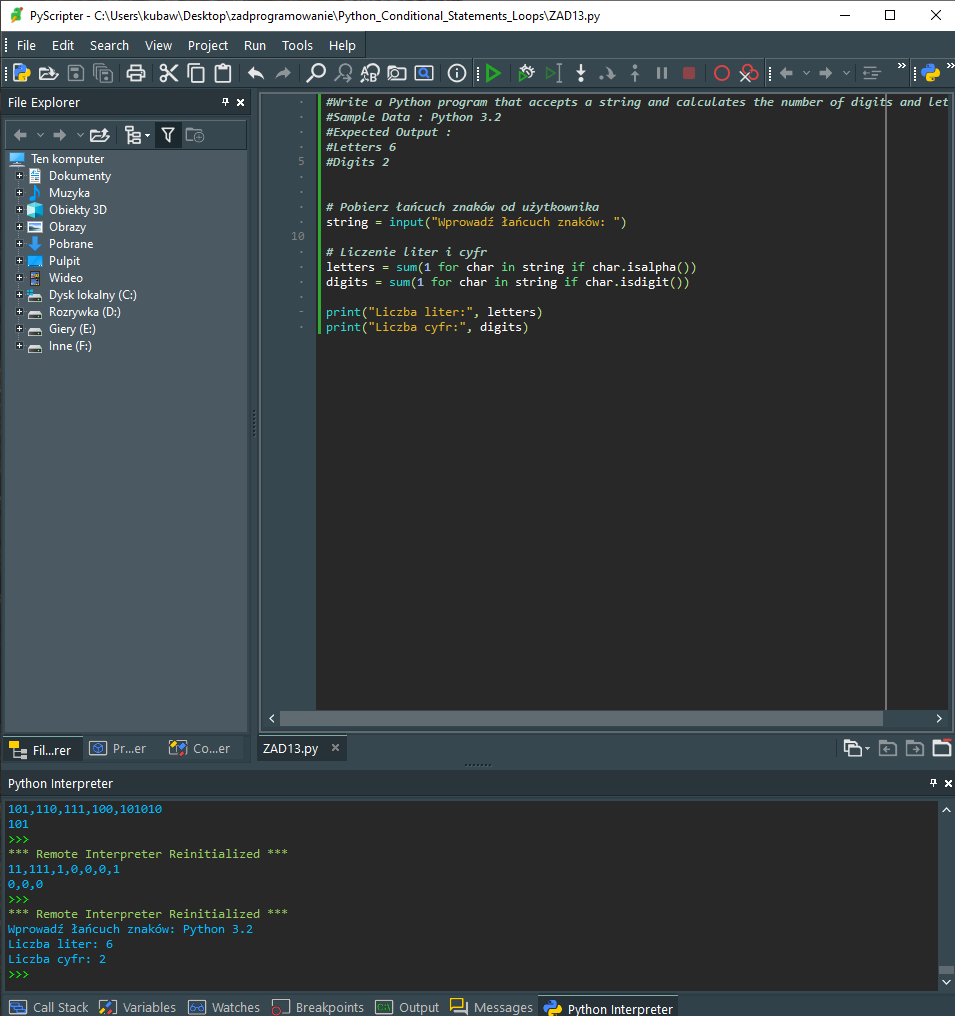 PyScripter - C:\Users\kubaw\Desktop\zadprogramowanie\Python_Conditional_Statements_Loops\ZAD13.py
File Edit Search View Project Run Tools Help
File Explorer
Ten komputer
Dokumenty
Muzyka
Obiekty 3D
Obrazy
Pobrane
Pulpit
Wideo
Dysk lokalny (C:)
Rozrywka (D:)
Giery (E:)
Inne (F:)
#Write a Python program that accepts a string and calculates the number of digits and let
#Sample Data : Python 3.2
#Expected Output :
#Letters 6
5 #Digits 2
# Pobierz łańcuch znaków od użytkownika
string = input("Wprowadź łańcuch znaków: ")
10
# Liczenie liter i cyfr
letters = sum(1 for char in string if char.isalpha())
digits = sum(1 for char in string if char.isdigit())
print("Liczba liter:", letters)
print("Liczba cyfr:", digits)
Fil...rer Pr...er Co...er ZAD13.py
Python Interpreter
101,110,111,100,101010
101
>>>
*** Remote Interpreter Reinitialized ***
11,111,1,0,0,0,1
0,0,0
>>>
*** Remote Interpreter Reinitialized ***
Wprowadź łańcuch znaków: Python 3.2
Liczba liter: 6
Liczba cyfr: 2
>>>
Call Stack Variables Watches Breakpoints Output Messages Python Interpreter